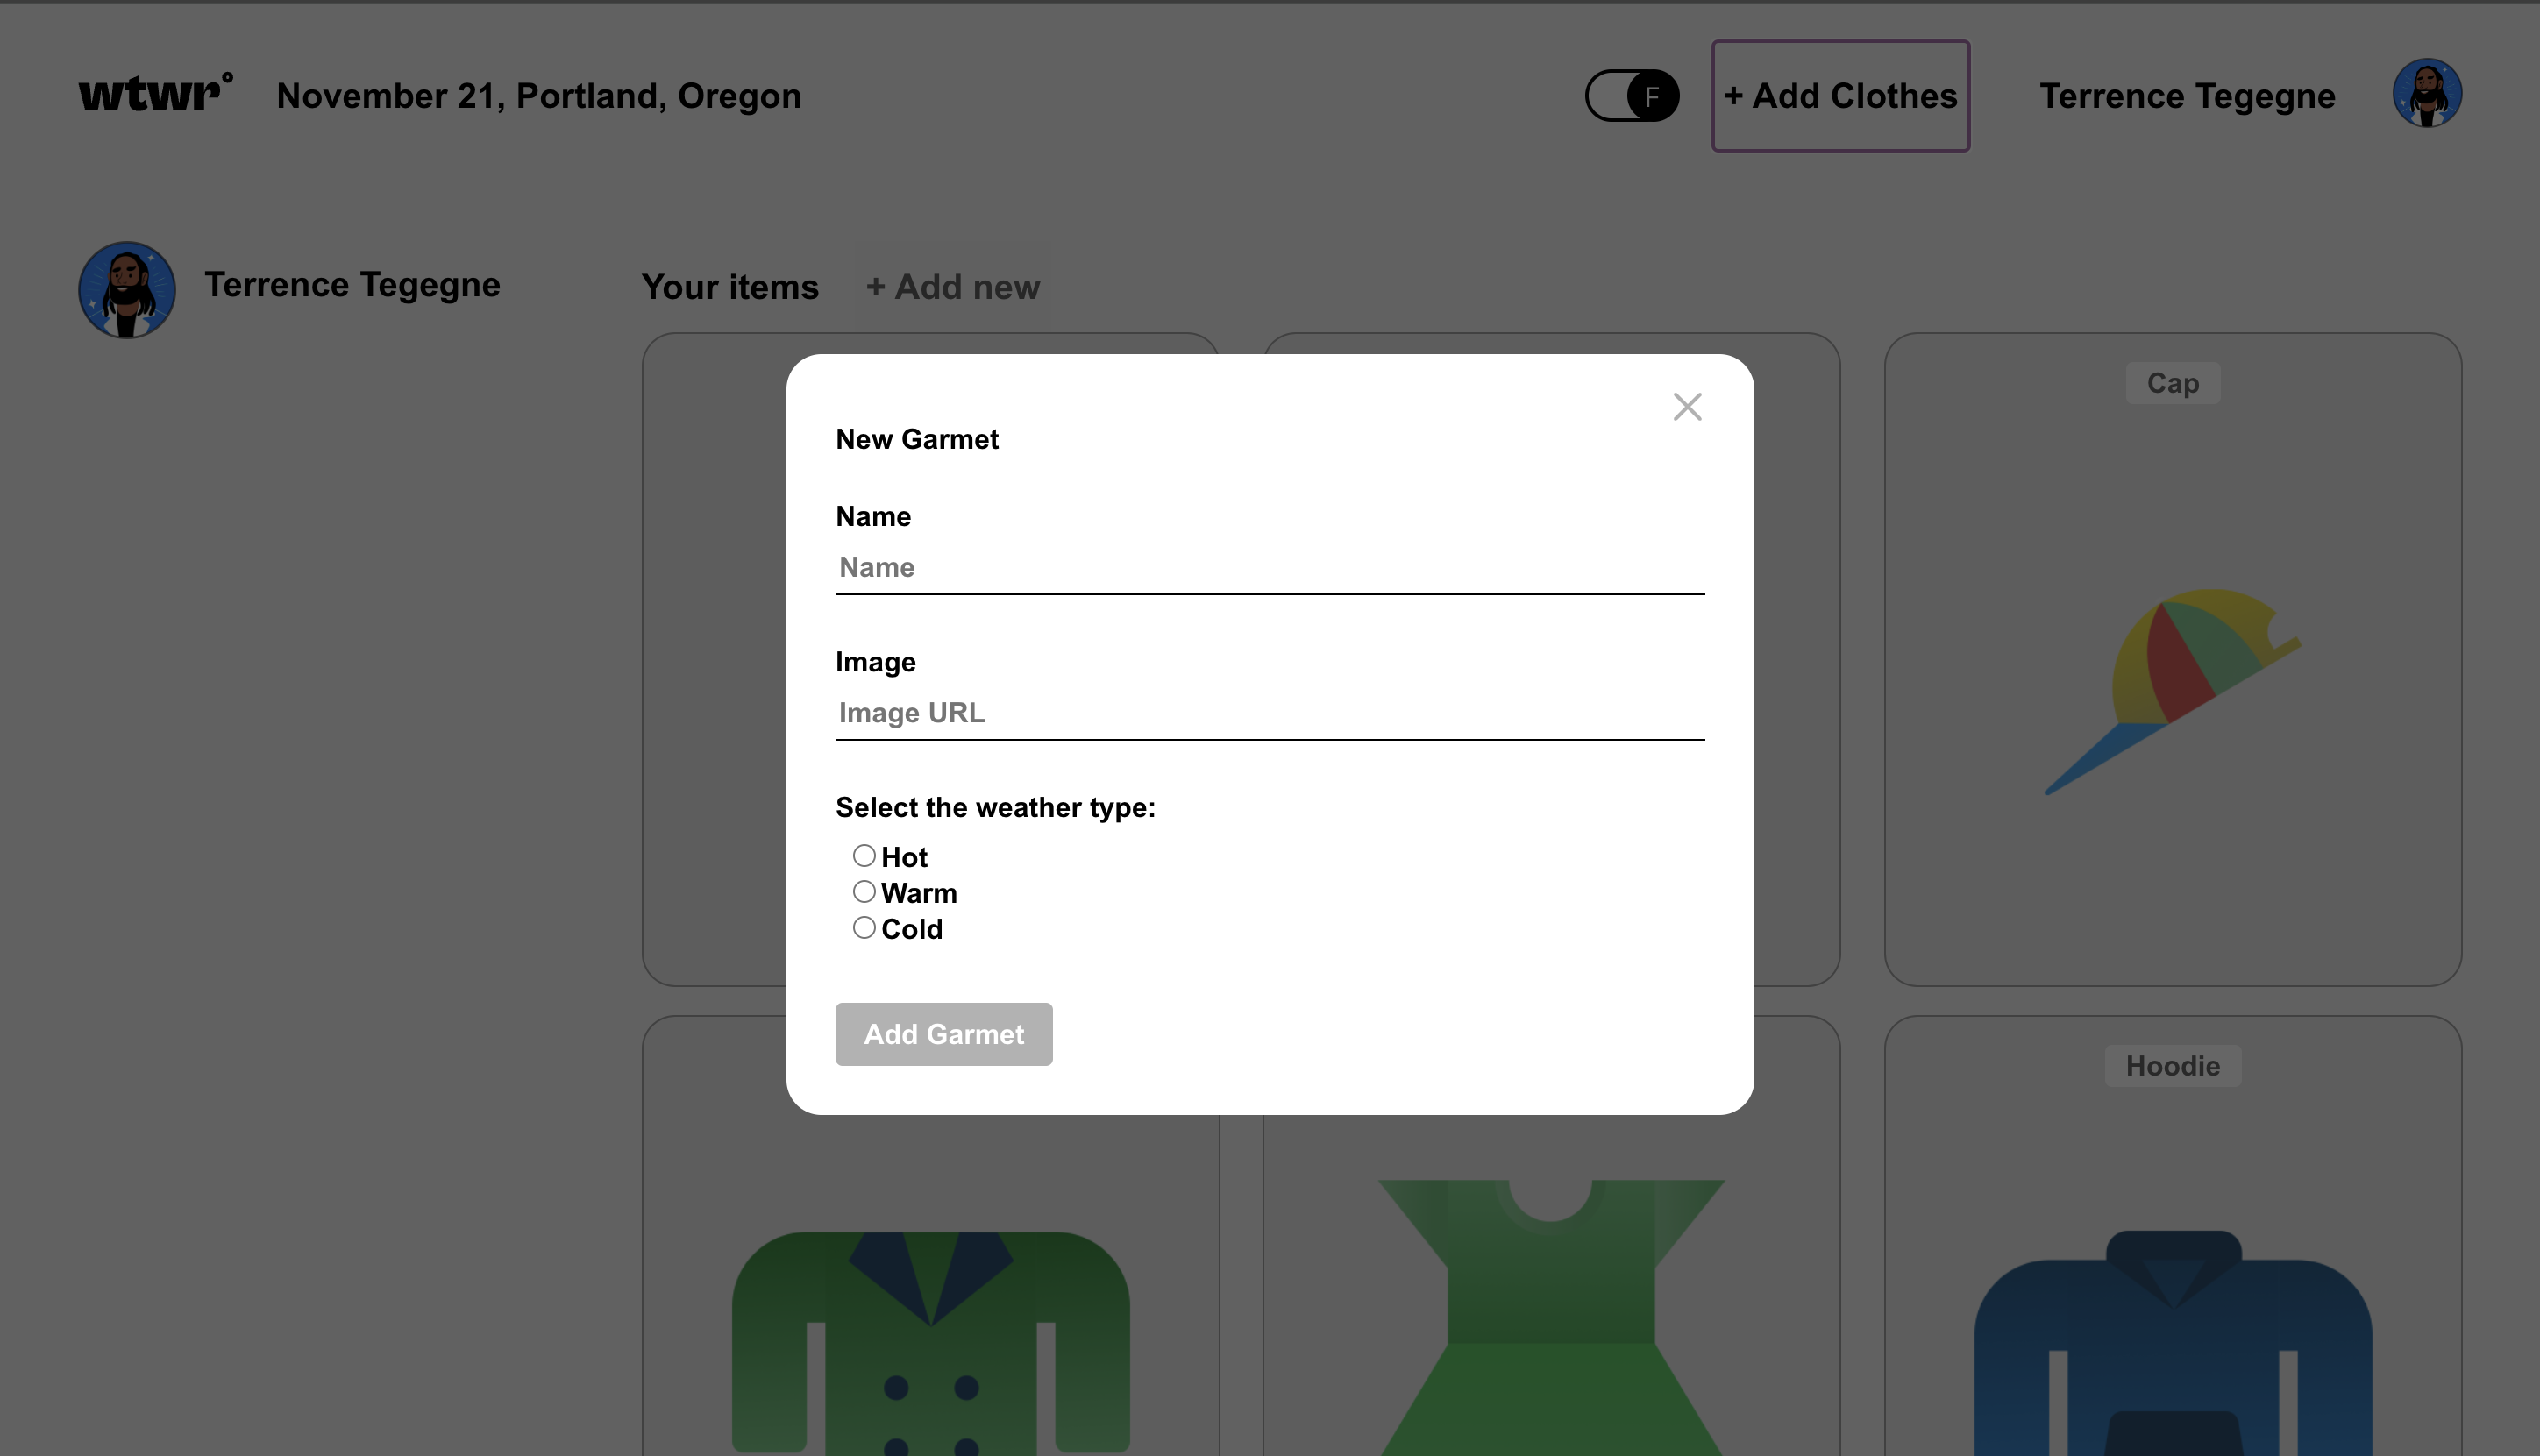 wtwr°
November 21, Portland, Oregon
F
+ Add Clothes
Terrence Tegegne
Terrence Tegegne
Your items
+ Add new
Cap
New Garmet
Name
Name
Image
Image URL
Select the weather type:
Hot
Warm
Cold
Add Garmet
Hoodie